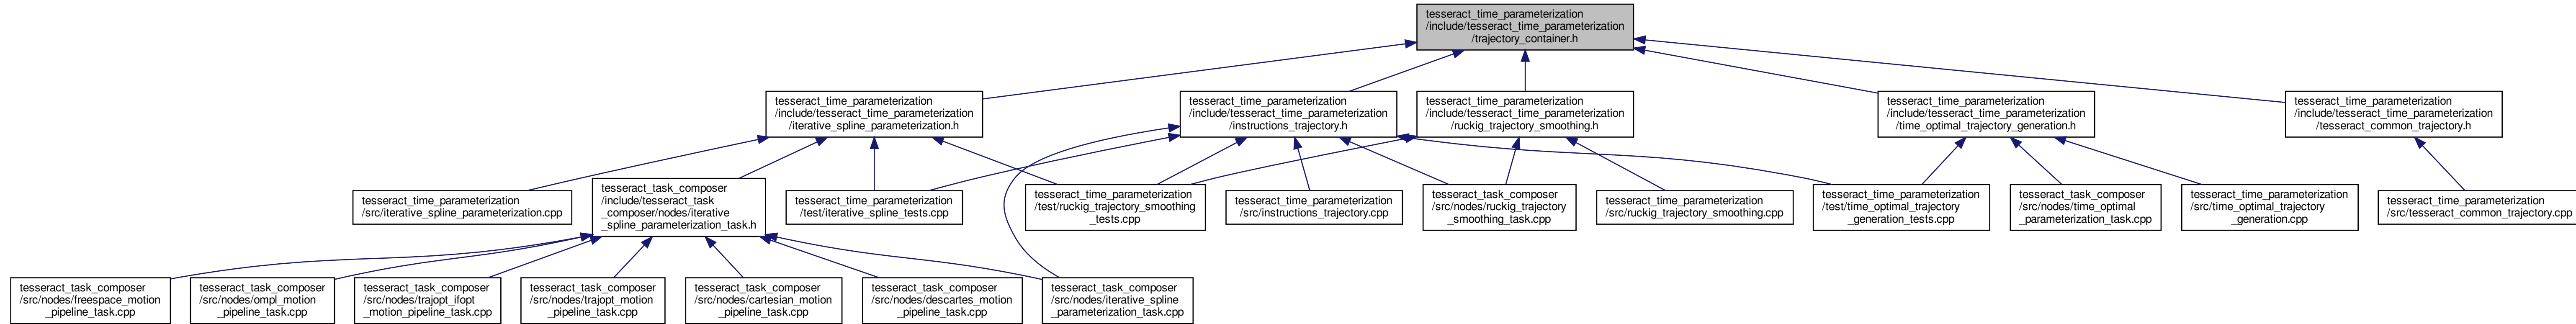 tesseract_time_parameterization
/include/tesseract_time_parameterization
/trajectory_container.h
tesseract_time_parameterization
/include/tesseract_time_parameterization
/iterative_spline_parameterization.h
tesseract_time_parameterization
/include/tesseract_time_parameterization
/instructions_trajectory.h
tesseract_time_parameterization
/include/tesseract_time_parameterization
/ruckig_trajectory_smoothing.h
tesseract_time_parameterization
/include/tesseract_time_parameterization
/time_optimal_trajectory_generation.h
tesseract_time_parameterization
/include/tesseract_time_parameterization
/tesseract_common_trajectory.h
tesseract_time_parameterization
/src/iterative_spline_parameterization.cpp
tesseract_task_composer
/include/tesseract_task
_composer/nodes/iterative
_spline_parameterization_task.h
tesseract_time_parameterization
/test/iterative_spline_tests.cpp
tesseract_time_parameterization
/test/ruckig_trajectory_smoothing
_tests.cpp
tesseract_time_parameterization
/src/instructions_trajectory.cpp
tesseract_task_composer
/src/nodes/ruckig_trajectory
_smoothing_task.cpp
tesseract_time_parameterization
/src/ruckig_trajectory_smoothing.cpp
tesseract_time_parameterization
/test/time_optimal_trajectory
_generation_tests.cpp
tesseract_task_composer
/src/nodes/time_optimal
_parameterization_task.cpp
tesseract_time_parameterization
/src/time_optimal_trajectory
_generation.cpp
tesseract_time_parameterization
/src/tesseract_common_trajectory.cpp
tesseract_task_composer
/src/nodes/freespace_motion
_pipeline_task.cpp
tesseract_task_composer
/src/nodes/ompl_motion
_pipeline_task.cpp
tesseract_task_composer
/src/nodes/trajopt_ifopt
_motion_pipeline_task.cpp
tesseract_task_composer
/src/nodes/trajopt_motion
_pipeline_task.cpp
tesseract_task_composer
/src/nodes/cartesian_motion
_pipeline_task.cpp
tesseract_task_composer
/src/nodes/descartes_motion
_pipeline_task.cpp
tesseract_task_composer
/src/nodes/iterative_spline
_parameterization_task.cpp